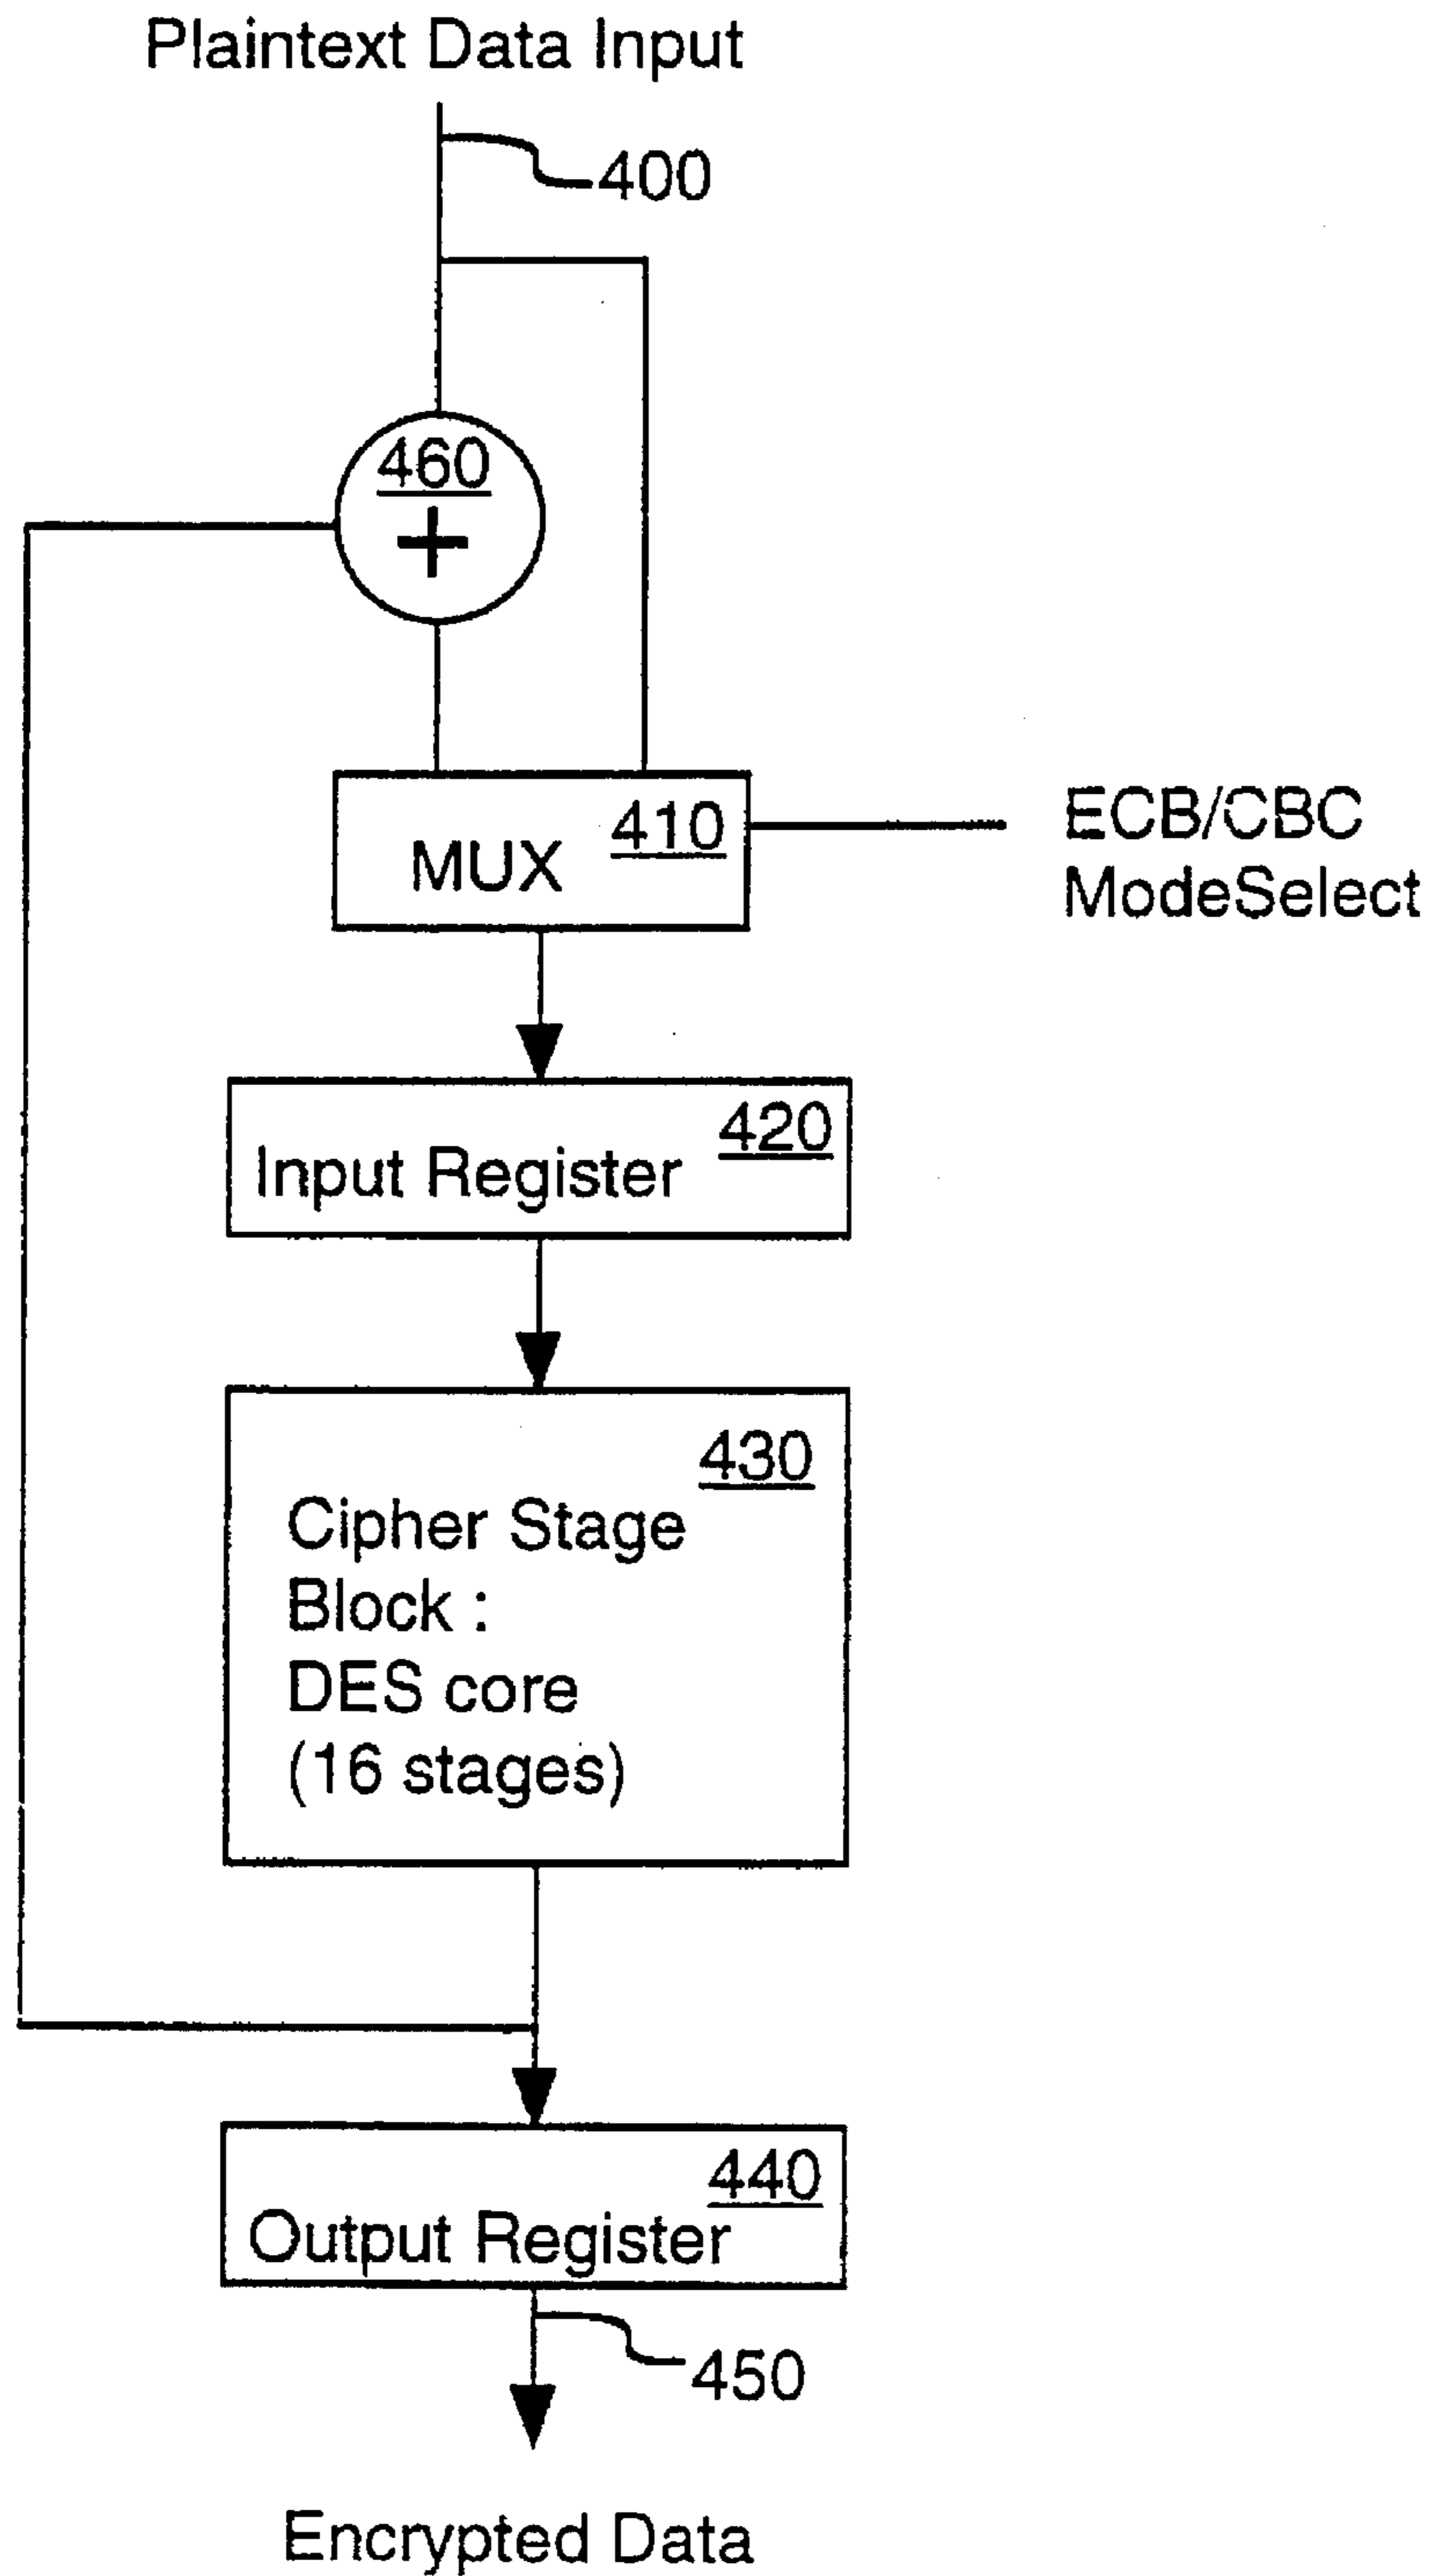 Plaintext Data Input
400
460
+
410
MUX
ECB/CBC
ModeSelect
420
Input Register
430
Cipher Stage
Block :
DES core
(16 stages)
440
Output Register
450
Encrypted Data